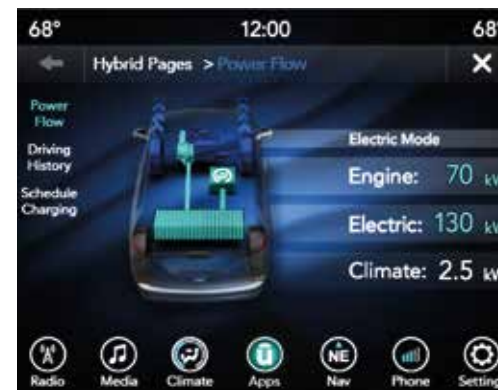 68° 12:00 68°
Hybrid Pages > Power Flow
Power
Flow
Driving
History
Schedule
Charging
Electric Mode
Engine: 70 kW
Electric: 130 kW
Climate: 2.5 kW
Radio Media Climate Apps NE Nav Phone Settings